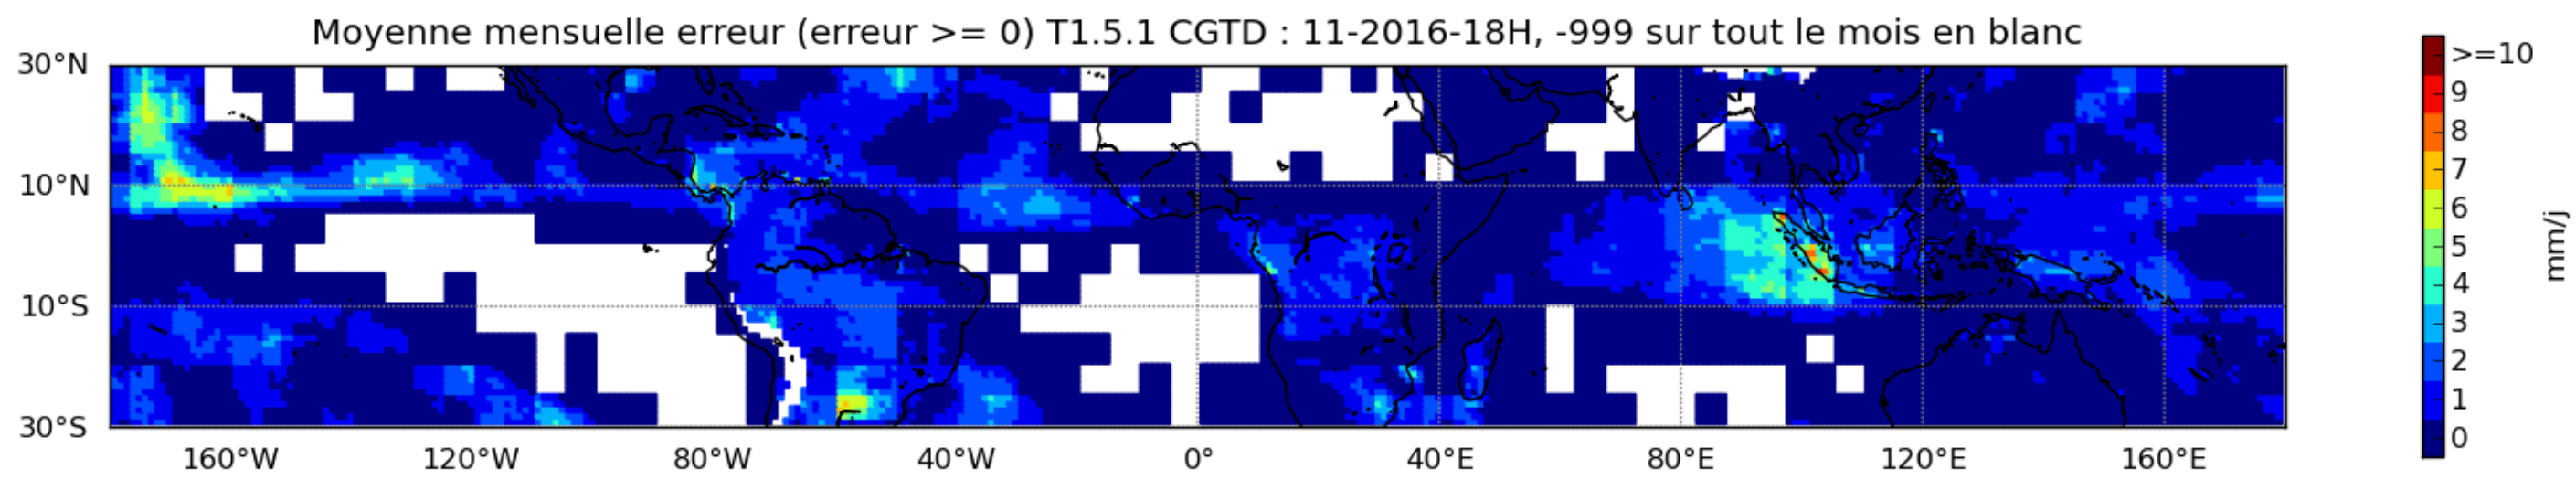 Moyenne mensuelle erreur (erreur >= 0) T1.5.1 CGTD : 11-2016-18H, -999 sur tout le mois en blanc
30°N
10°N
10°S
30°S
160°W 120°W 80°W 40°W 0° 40°E 80°E 120°E 160°E
>=10
9
8
7
6
5
4
3
2
1
0
mm/j